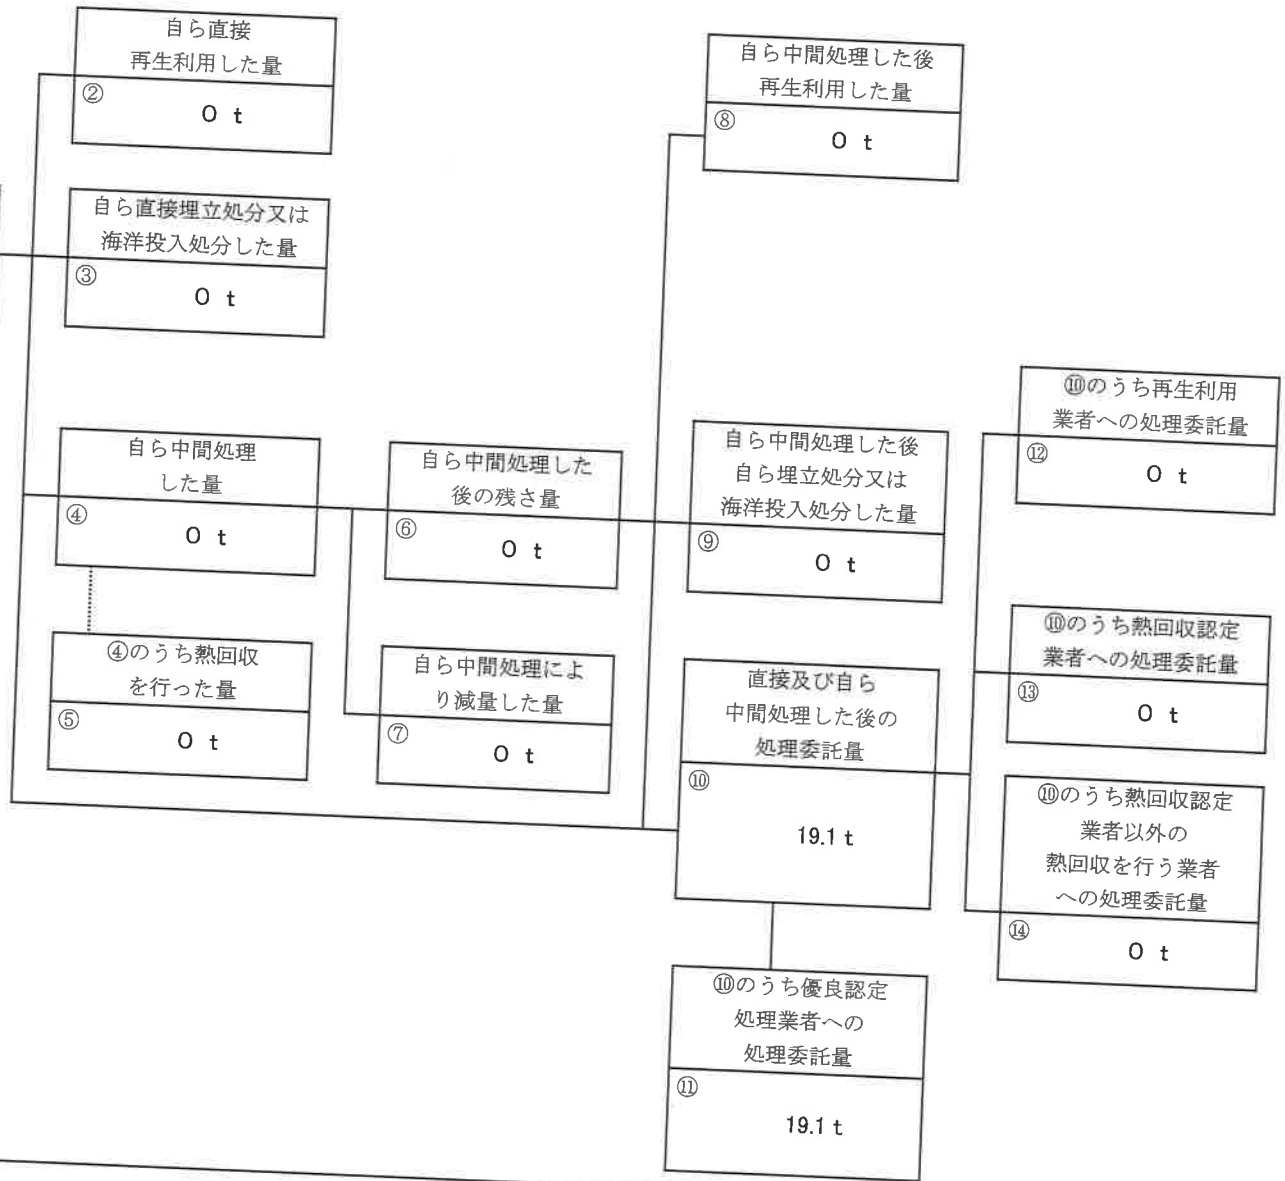 自ら直接
再生利用した量
②
0 t
自ら直接埋立処分又は
海洋投入処分した量
③
0 t
自ら中間処理
した量
④
0 t
④のうち熱回収
を行った量
⑤
0 t
自ら中間処理した
後の残さ量
⑥
0 t
自ら中間処理によ
り減量した量
⑦
0 t
自ら中間処理した後
再生利用した量
⑧
0 t
自ら中間処理した後
自ら埋立処分又は
海洋投入処分した量
⑨
0 t
直接及び自ら
中間処理した後の
処理委託量
⑩
19.1 t
⑩のうち優良認定
処理業者への
処理委託量
⑪
19.1 t
⑩のうち再生利用
業者への処理委託量
⑫
0 t
⑩のうち熱回収認定
業者への処理委託量
⑬
0 t
⑩のうち熱回収認定
業者以外の
熱回収を行う業者
への処理委託量
⑭
0 t